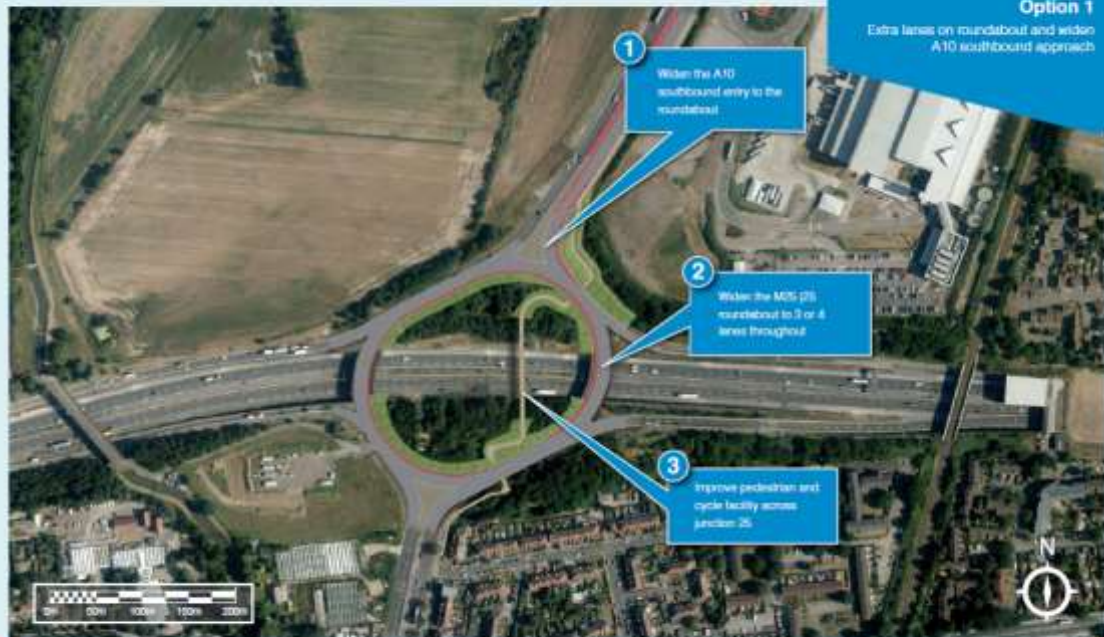 Option 1
Extra lanes on roundabout and widen
A10 southbound approach
1
Widen the A10
southbound entry to the
roundabout
2
Widen the M25 J25
roundabout to 3 or 4
lanes throughout
3
Improve pedestrian and
cycle facility across
junction 25
N
0m 50m 100m 150m 200m